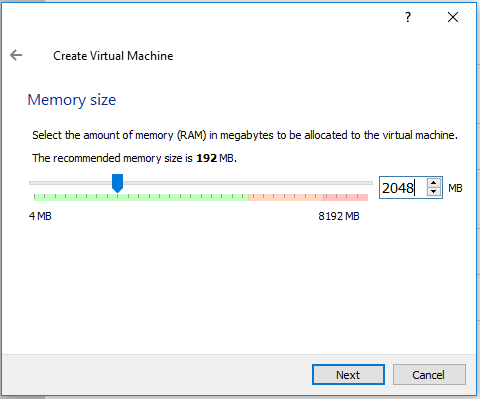 ?
Create Virtual Machine
Memory size
Select the amount of memory (RAM) in megabytes to be allocated to the virtual machine.
The recommended memory size is 192 MB.
2048 MB
4 MB 8192 MB
Next Cancel